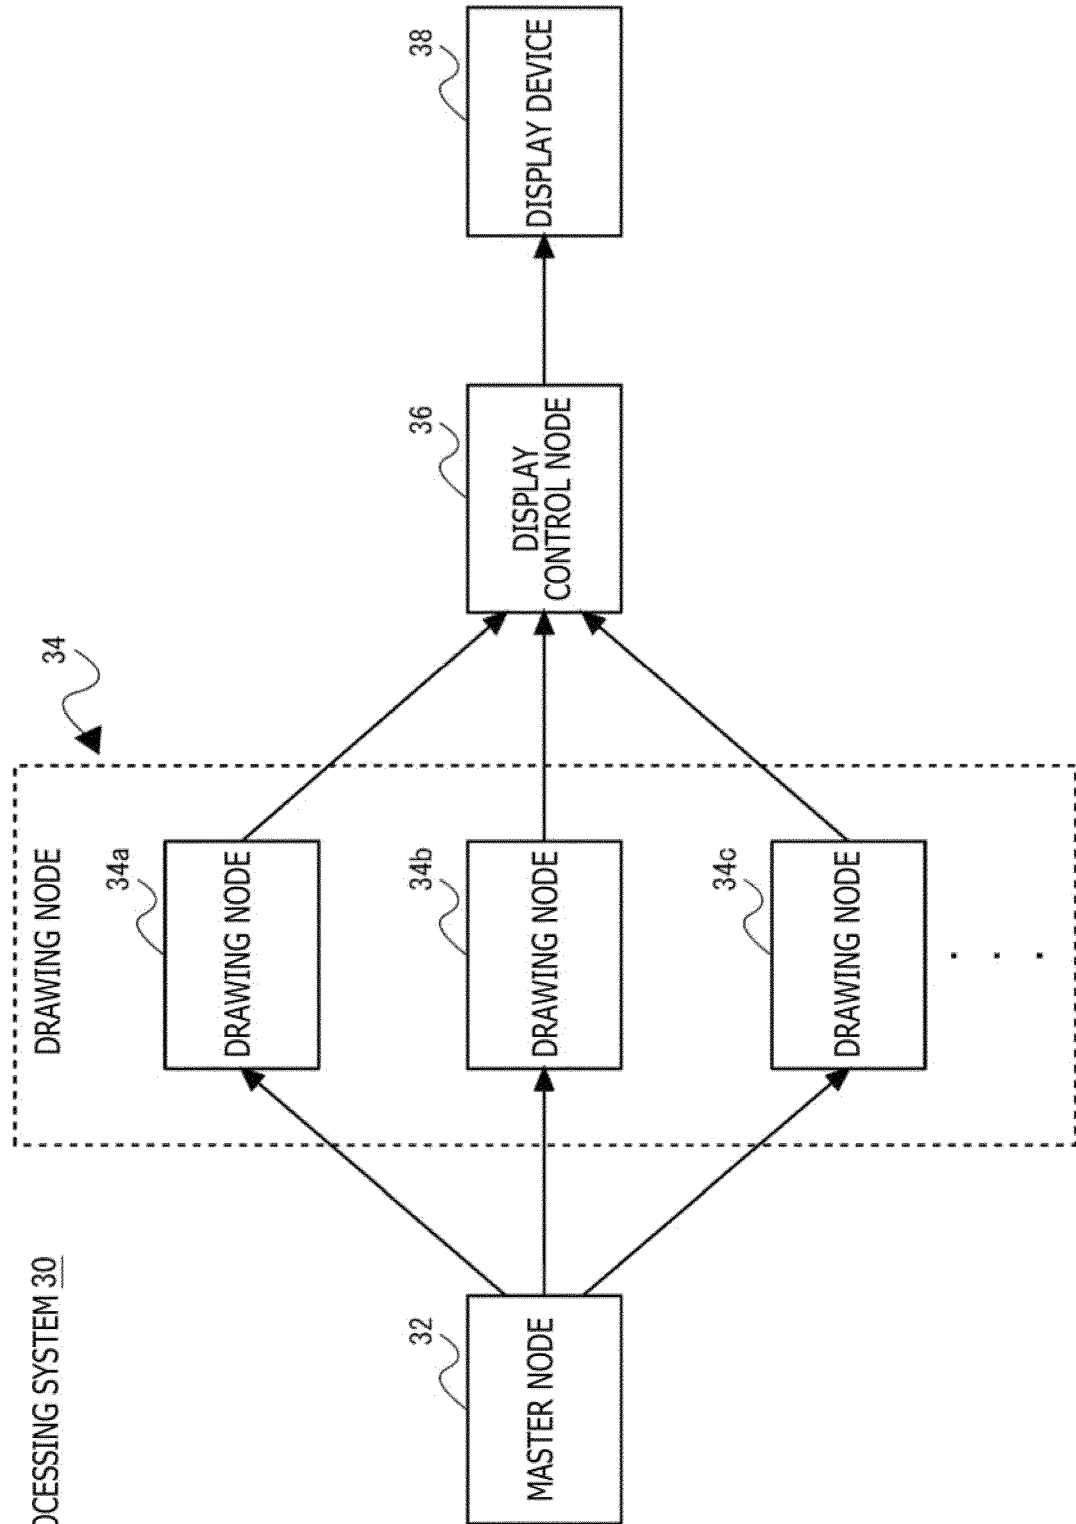 OCESSING SYSTEM 30
34
DRAWING NODE
34a
DRAWING NODE
32
MASTER NODE
34b
DRAWING NODE
36
DISPLAY
CONTROL NODE
38
DISPLAY DEVICE
34c
DRAWING NODE